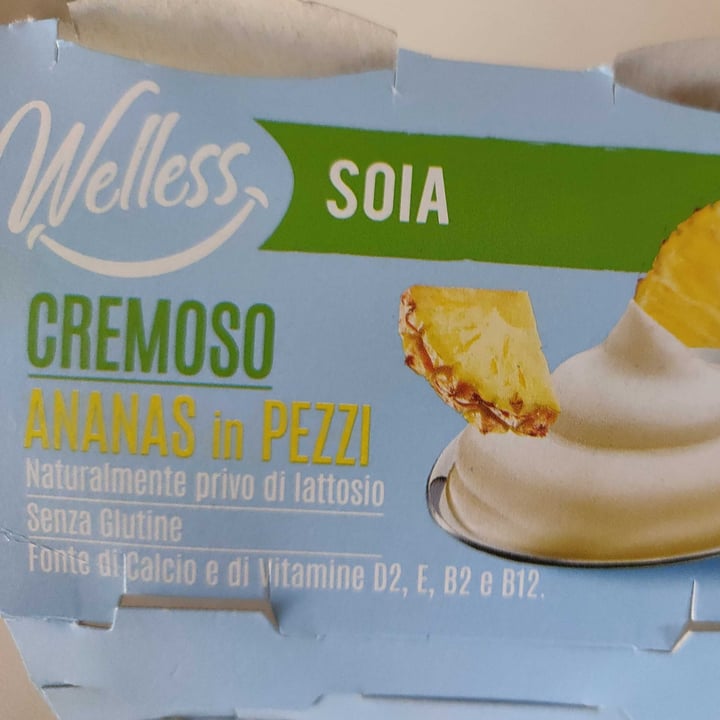 Welless
SOIA
CREMOSO
ANANAS in PEZZI
Naturalmente privo di lattosio
Senza Glutine
Fonte di Calcio e di Vitamine D2, E, B2 e B12.